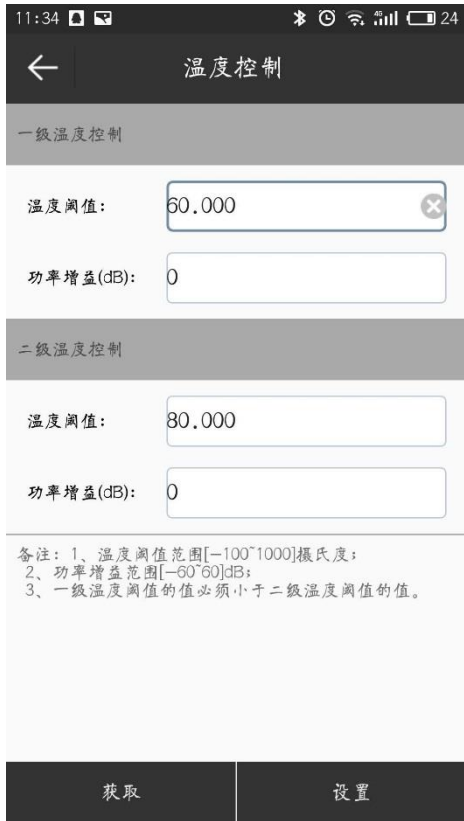 11:34 24
温度控制
一级温度控制
温度阈值: 60.000
功率增益(dB): 0
二级温度控制
温度阈值: 80.000
功率增益(dB): 0
备注: 1、温度阈值范围[-100~1000]摄氏度;
2、功率增益范围[-60~60]dB;
3、一级温度阈值的值必须小于二级温度阈值的值。
获取 设置